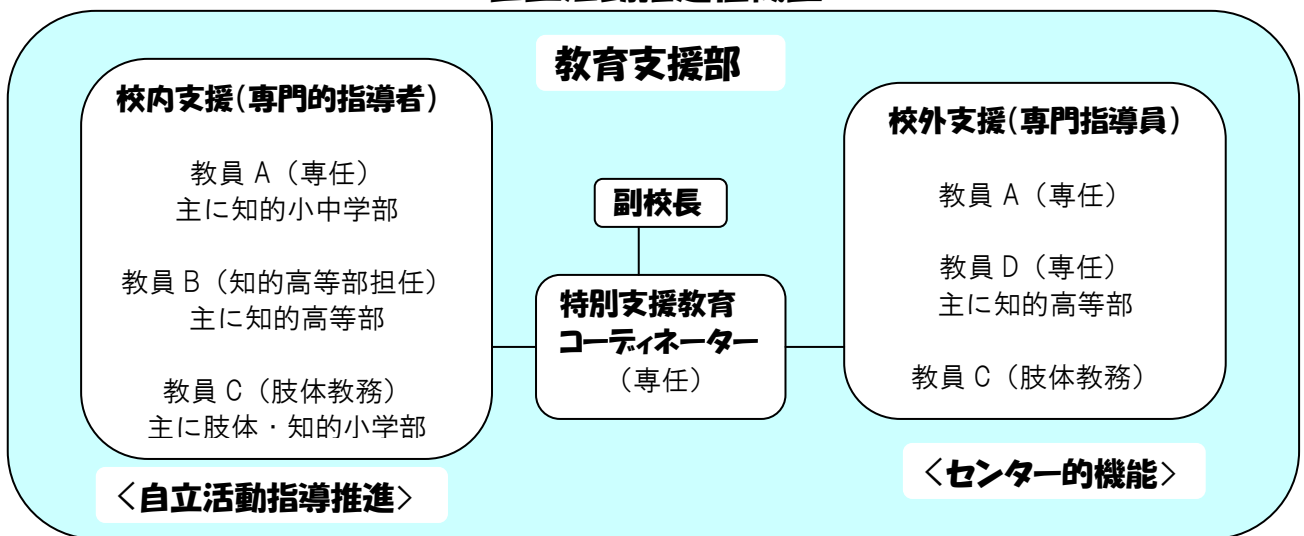 教育支援部
校内支援(専門的指導者)
教員A(専任)
主に知的小中学部
教員B(知的高等部担任)
主に知的高等部
教員C(肢体教務)
主に肢体・知的小学部
<自立活動指導推進>
副校長
特別支援教育
コーディネーター
(専任)
校外支援(専門指導員)
教員A(専任)
教員D(専任)
主に知的高等部
教員C(肢体教務)
<センター的機能>